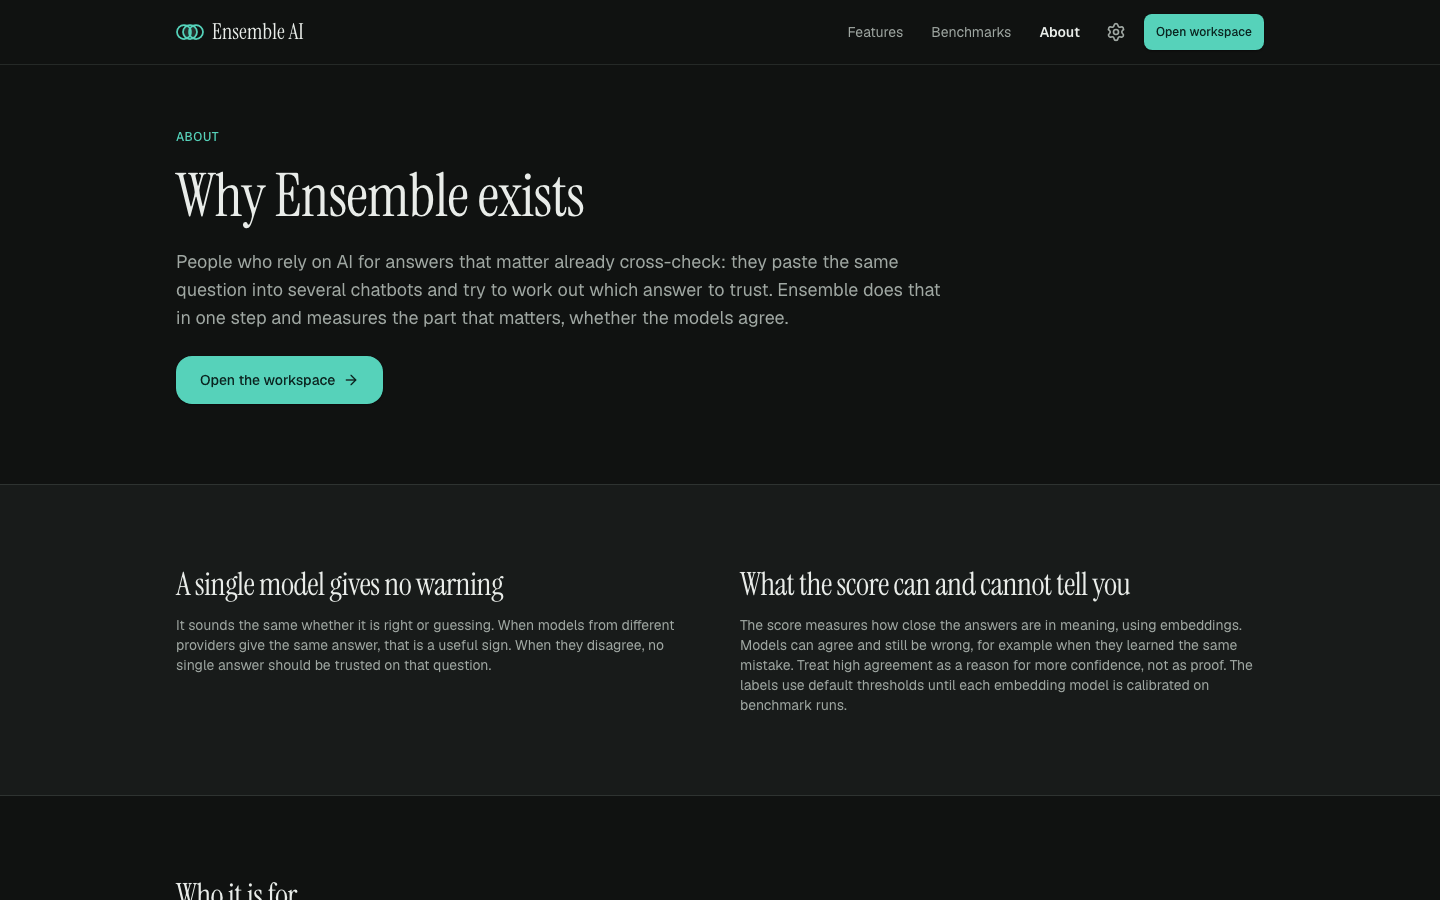 Ensemble AI
Features
Benchmarks
About
Open workspace
ABOUT
Why Ensemble exists
People who rely on AI for answers that matter already cross-check: they paste the same
question into several chatbots and try to work out which answer to trust. Ensemble does that
in one step and measures the part that matters, whether the models agree.
Open the workspace
A single model gives no warning
It sounds the same whether it is right or guessing. When models from different
providers give the same answer, that is a useful sign. When they disagree, no
single answer should be trusted on that question.
What the score can and cannot tell you
The score measures how close the answers are in meaning, using embeddings.
Models can agree and still be wrong, for example when they learned the same
mistake. Treat high agreement as a reason for more confidence, not as proof. The
labels use default thresholds until each embedding model is calibrated on
benchmark runs.
Who it is for